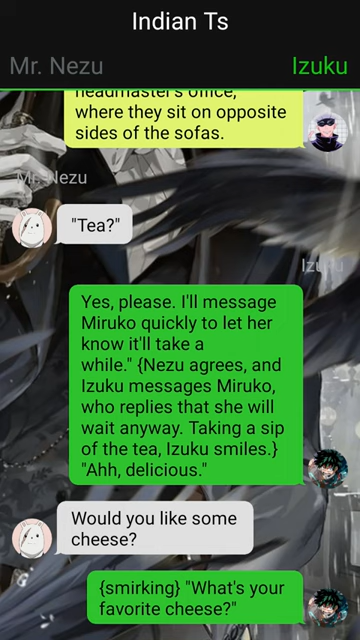 Indian Ts
Mr. Nezu
Izuku
headmaster's office,
where they sit on opposite
sides of the sofas.
Mr. Nezu
"Tea?"
Izuku
Yes, please. I'll message
Miruko quickly to let her
know it'll take a
while." {Nezu agrees, and
Izuku messages Miruko,
who replies that she will
wait anyway. Taking a sip
of the tea, Izuku smiles.}
"Ahh, delicious."
Would you like some
cheese?
{smirking} "What's your
favorite cheese?"